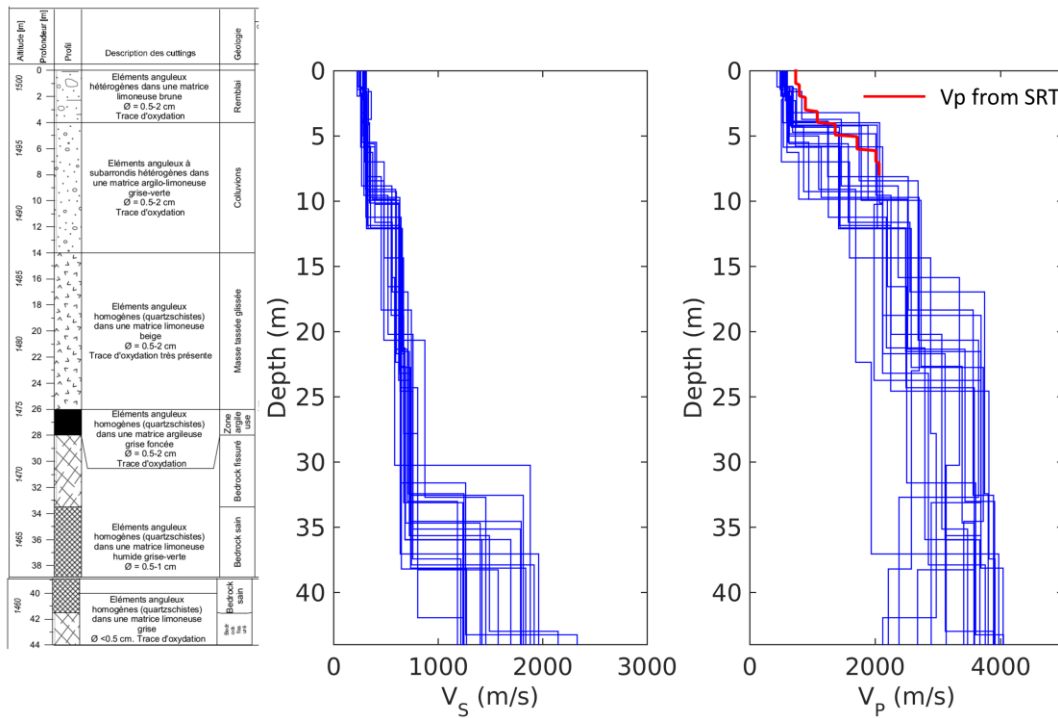 Altitude [m]
Profondeur [m]
Profil
Description des cuttings
Géologie
1500
1495
1490
1485
1480
1475
1470
1465
1460
0
2
4
6
8
10
12
14
16
18
20
22
24
26
28
30
32
34
36
38
40
42
44
Eléments anguleux
hétérogènes dans une matrice
limoneuse brune
Ø = 0.5-2 cm
Trace d'oxydation
Remblai
Eléments anguleux à
subarrondis hétérogènes dans
une matrice argilo-limoneuse
grise-verte
Ø = 0.5-2 cm
Trace d'oxydation
Colluvions
Eléments anguleux
homogènes (quartzschistes)
dans une matrice limoneuse
beige
Ø = 0.5-2 cm
Trace d'oxydation très présente
Masse tassée glissée
Eléments anguleux
homogènes (quartzschistes)
dans une matrice argileuse
grise foncée
Ø = 0.5-2 cm
Trace d'oxydation
Zone
argile
use
Bedrock fissuré
Eléments anguleux
homogènes (quartzschistes)
dans une matrice limoneuse
humide grise-verte
Ø = 0.5-1 cm
Bedrock sain
Eléments anguleux
homogènes (quartzschistes)
dans une matrice limoneuse
grise
Ø <0.5 cm. Trace d'oxydation
Bedrock
sain
0
5
10
15
20
25
30
35
40
Depth (m)
0 1000 2000 3000
V_S (m/s)
Vp from SRT
0
5
10
15
20
25
30
35
40
Depth (m)
0 2000 4000
V_P (m/s)